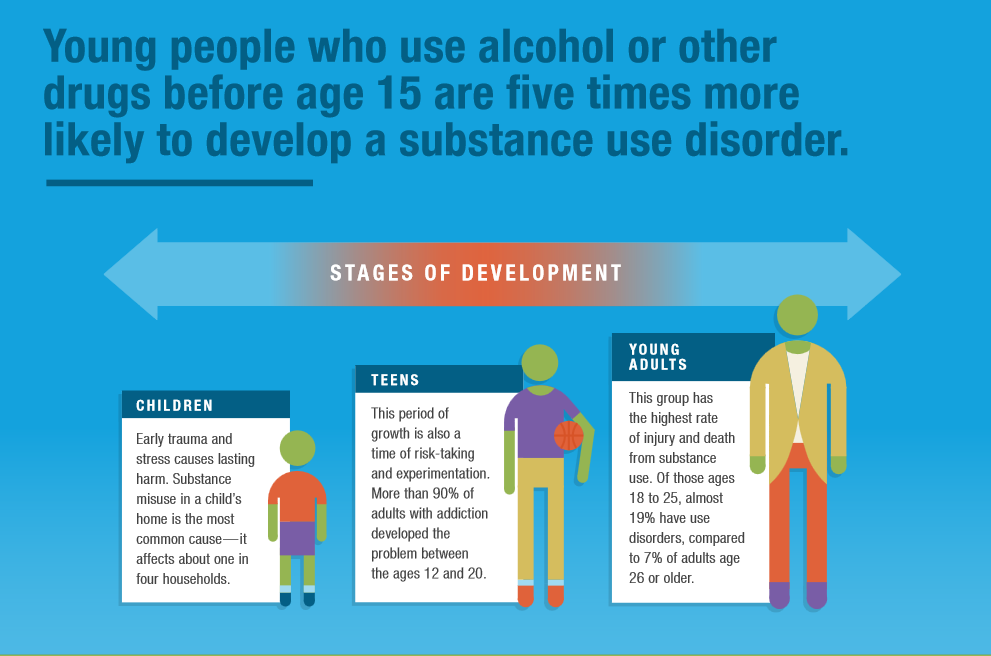 Young people who use alcohol or other
drugs before age 15 are five times more
likely to develop a substance use disorder.
STAGES OF DEVELOPMENT
CHILDREN
Early trauma and
stress causes lasting
harm. Substance
misuse in a child’s
home is the most
common cause—it
affects about one in
four households.
TEENS
This period of
growth is also a
time of risk-taking
and experimentation.
More than 90% of
adults with addiction
developed the
problem between
the ages 12 and 20.
YOUNG
ADULTS
This group has
the highest rate
of injury and death
from substance
use. Of those ages
18 to 25, almost
19% have use
disorders, compared
to 7% of adults age
26 or older.